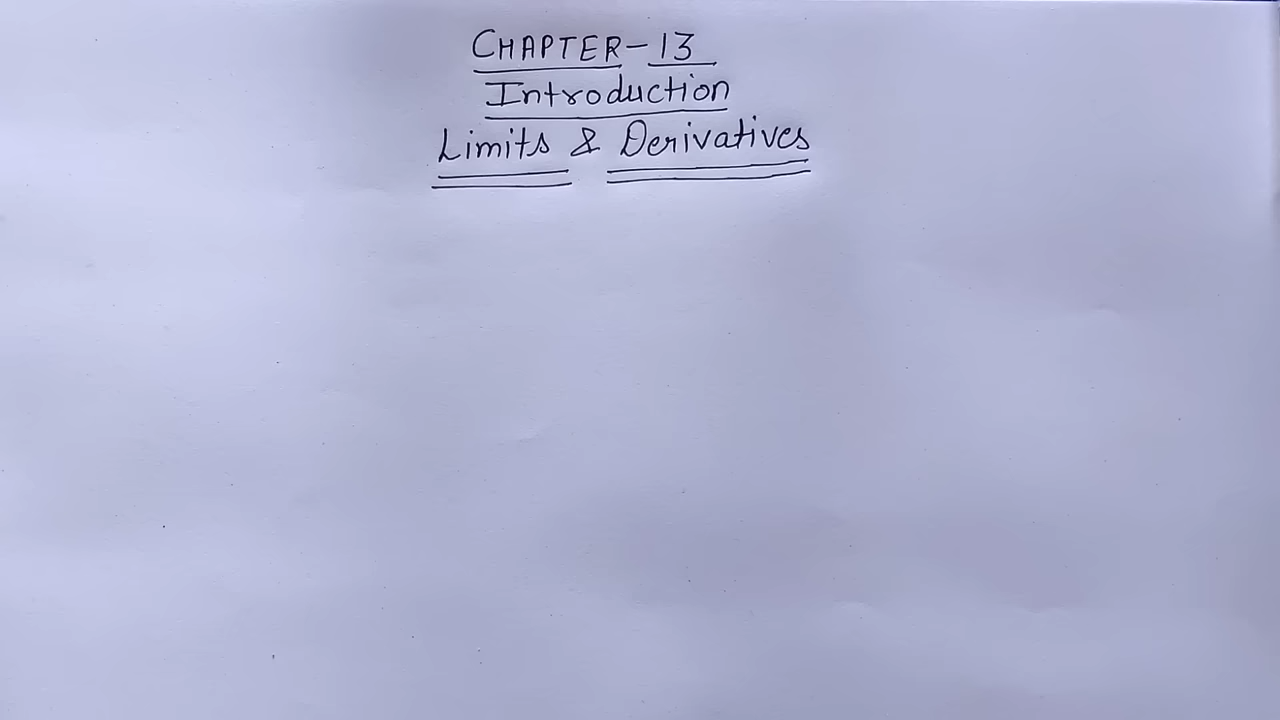 CHAPTER-13
Introduction
Limits & Derivatives